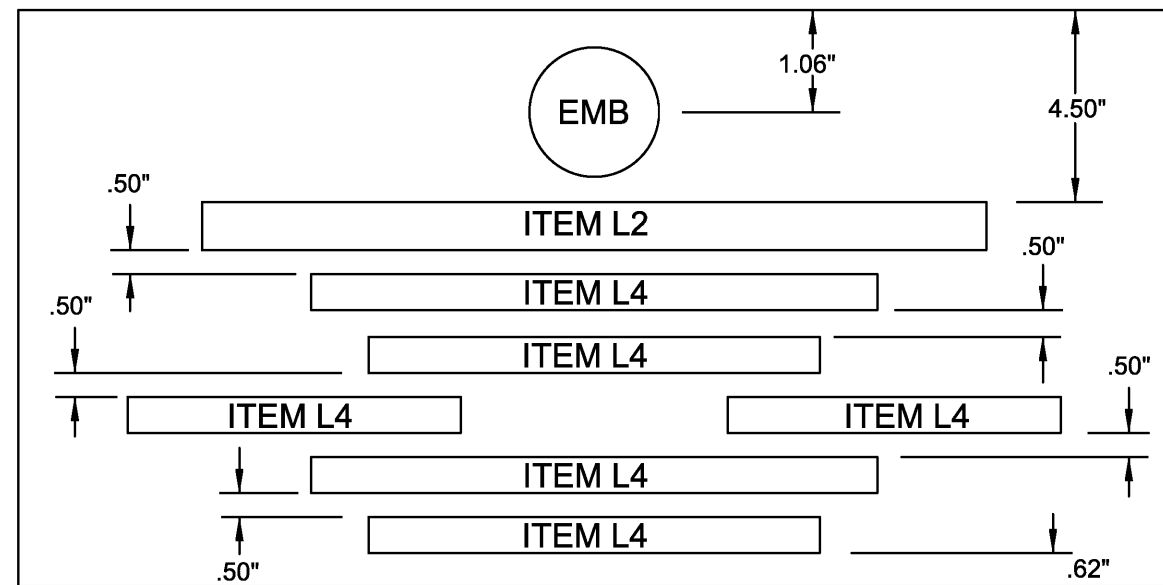 1.06"
4.50"
EMB
.50"
ITEM L2
.50"
ITEM L4
.50"
ITEM L4
.50"
ITEM L4 ITEM L4
ITEM L4
ITEM L4
.50" .62"